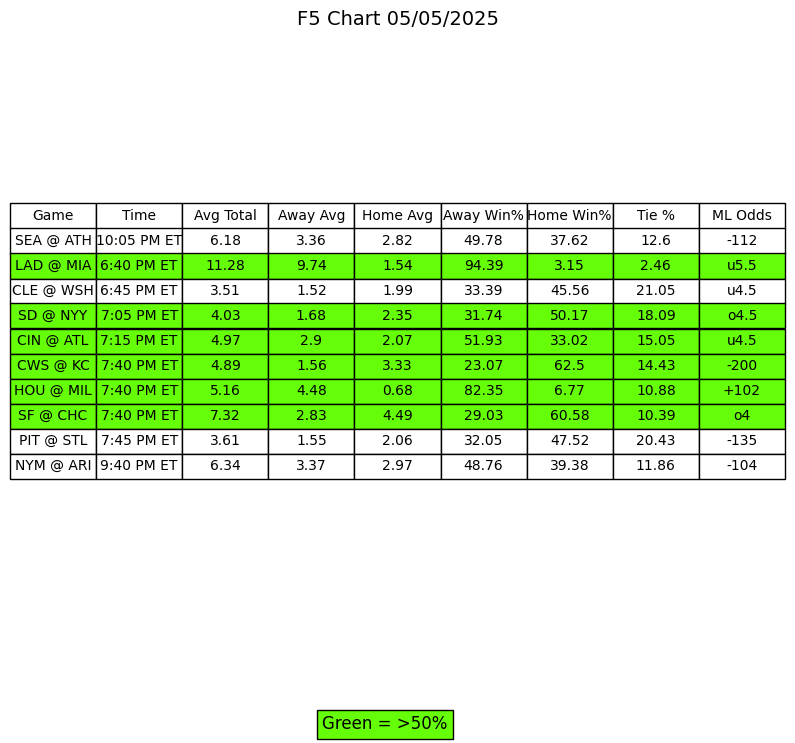 F5 Chart 05/05/2025
Game Time Avg Total Away Avg Home Avg Away Win% Home Win% Tie % ML Odds
SEA @ ATH 10:05 PM ET 6.18 3.36 2.82 49.78 37.62 12.6 -112
LAD @ MIA 6:40 PM ET 11.28 9.74 1.54 94.39 3.15 2.46 u5.5
CLE @ WSH 6:45 PM ET 3.51 1.52 1.99 33.39 45.56 21.05 u4.5
SD @ NYY 7:05 PM ET 4.03 1.68 2.35 31.74 50.17 18.09 o4.5
CIN @ ATL 7:15 PM ET 4.97 2.9 2.07 51.93 33.02 15.05 u4.5
CWS @ KC 7:40 PM ET 4.89 1.56 3.33 23.07 62.5 14.43 -200
HOU @ MIL 7:40 PM ET 5.16 4.48 0.68 82.35 6.77 10.88 +102
SF @ CHC 7:40 PM ET 7.32 2.83 4.49 29.03 60.58 10.39 o4
PIT @ STL 7:45 PM ET 3.61 1.55 2.06 32.05 47.52 20.43 -135
NYM @ ARI 9:40 PM ET 6.34 3.37 2.97 48.76 39.38 11.86 -104
Green = >50%